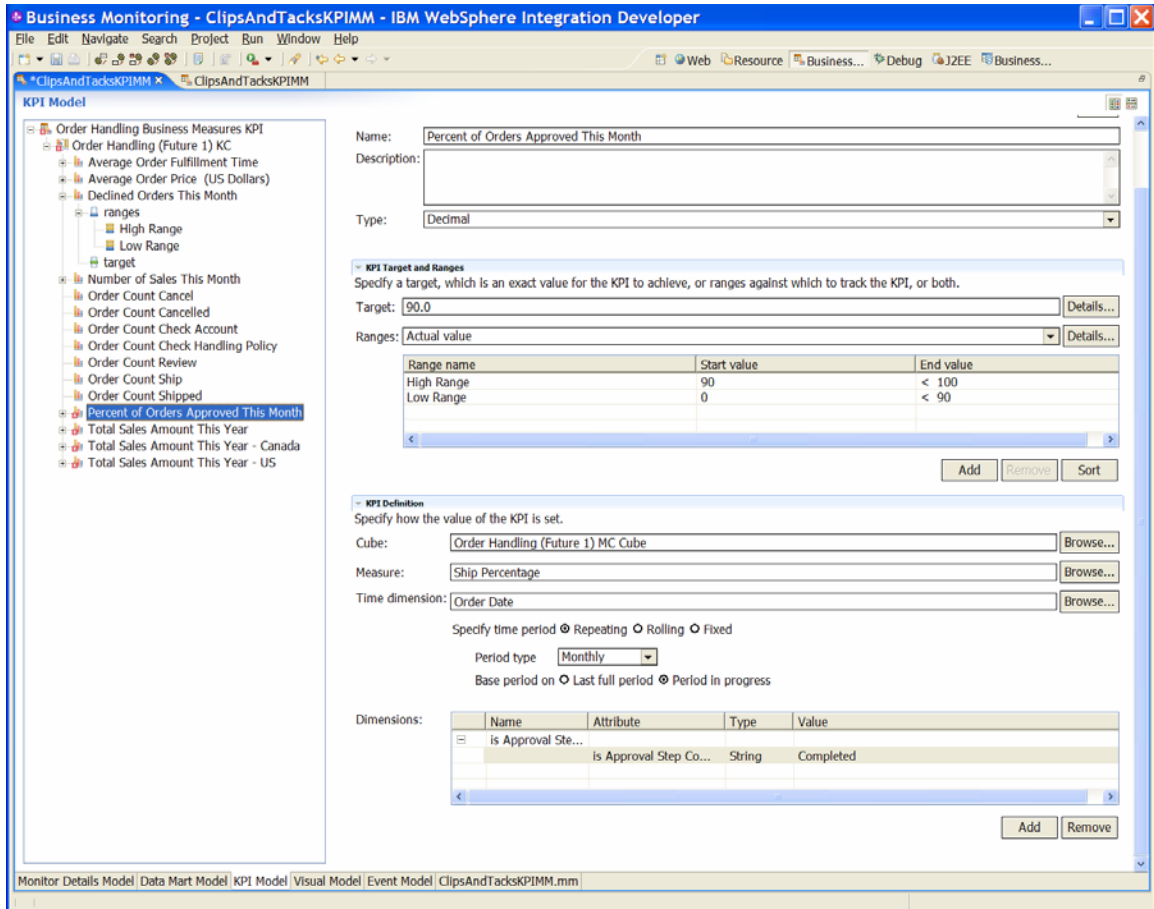 Business Monitoring - ClipsAndTacksKPIMM - IBM WebSphere Integration Developer
File Edit Navigate Search Project Run Window Help
Web Resource Business... Debug J2EE Business...
*ClipsAndTacksKPIMM ClipsAndTacksKPIMM
KPI Model
Order Handling Business Measures KPI
Order Handling (Future 1) KC
Average Order Fulfillment Time
Average Order Price (US Dollars)
Declined Orders This Month
ranges
High Range
Low Range
target
Number of Sales This Month
Order Count Cancel
Order Count Cancelled
Order Count Check Account
Order Count Check Handling Policy
Order Count Review
Order Count Ship
Order Count Shipped
Percent of Orders Approved This Month
Total Sales Amount This Year
Total Sales Amount This Year - Canada
Total Sales Amount This Year - US
Name: Percent of Orders Approved This Month
Description:
Type: Decimal
KPI Target and Ranges
Specify a target, which is an exact value for the KPI to achieve, or ranges against which to track the KPI, or both.
Target: 90.0 Details...
Ranges: Actual value Details...
Range name Start value End value
High Range 90 < 100
Low Range 0 < 90
Add Remove Sort
KPI Definition
Specify how the value of the KPI is set.
Cube: Order Handling (Future 1) MC Cube Browse...
Measure: Ship Percentage Browse...
Time dimension: Order Date Browse...
Specify time period Repeating Rolling Fixed
Period type Monthly
Base period on Last full period Period in progress
Dimensions:
Name Attribute Type Value
is Approval Ste...
is Approval Step Co... String Completed
Add Remove
Monitor Details Model Data Mart Model KPI Model Visual Model Event Model ClipsAndTacksKPIMM.mm